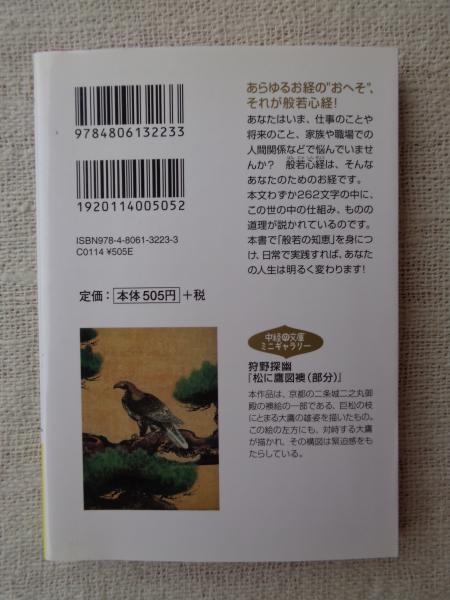 9784806132233
1920114005052
ISBN978-4-8061-3223-3
C0114 ¥505E
定価：本体505円＋税
あらゆるお経の"おへそ"、
それが般若心経！
あなたはいま、仕事のことや
将来のこと、家族や職場での
人間関係などで悩んでいませ
んか？　般若心経は、そんな
あなたのためのお経です。
本文わずか262文字の中に、
この世の中の仕組み、ものの
道理が説かれているのです。
本書で「般若の知恵」を身につ
け、日常で実践すれば、あなた
の人生は明るく変わります！
中経の文庫
ミニギャラリー
狩野探幽
『松に鷹図襖（部分）』
本作品は、京都の二条城二之丸御
殿の襖絵の一部である、巨松の枝
にとまる大鷹の雄姿を描いたもの。
この絵の左方にも、対峙する大鷹
が描かれ、その構図は緊迫感をも
たらしている。